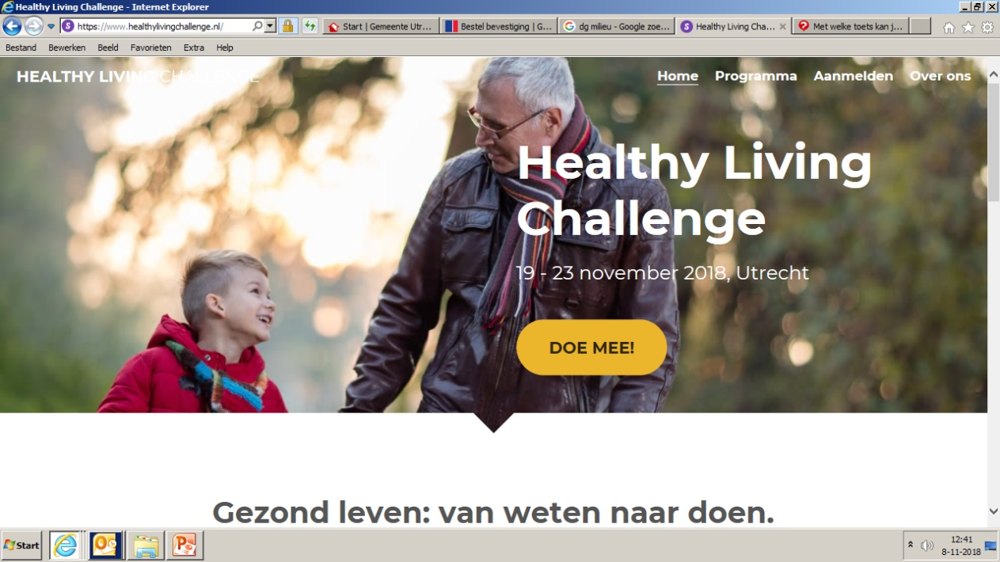 Healthy Living Challenge - Internet Explorer
https://www.healthylivingchallenge.nl/
Start | Gemeente Utr...
Bestel bevestiging | G...
dg milieu - Google zoe...
Healthy Living Cha...
Met welke toets kan j...
Bestand Bewerken Beeld Favorieten Extra Help
HEALTHY LIVING CHALLENGE
Home Programma Aanmelden Over ons
Healthy Living
Challenge
19 - 23 november 2018, Utrecht
DOE MEE!
Gezond leven: van weten naar doen.
Start
12:41
8-11-2018